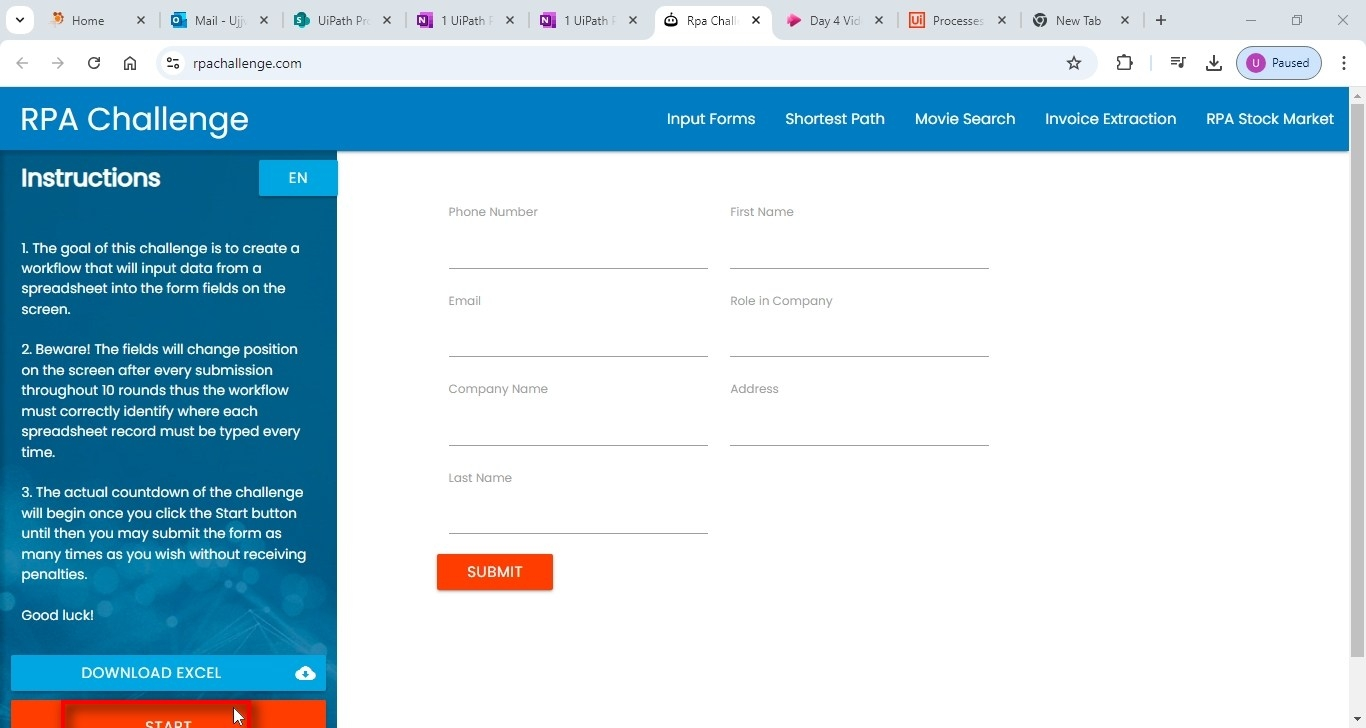 Home
Mail - Ujj
UiPath Pr
1 UiPath F
1 UiPath F
Rpa Chall
Day 4 Vid
Processes
New Tab
rpachallenge.com
U
Paused
RPA Challenge
Input Forms
Shortest Path
Movie Search
Invoice Extraction
RPA Stock Market
Instructions
EN
1. The goal of this challenge is to create a
workflow that will input data from a
spreadsheet into the form fields on the
screen.
2. Beware! The fields will change position
on the screen after every submission
throughout 10 rounds thus the workflow
must correctly identify where each
spreadsheet record must be typed every
time.
3. The actual countdown of the challenge
will begin once you click the Start button
until then you may submit the form as
many times as you wish without receiving
penalties.
Good luck!
DOWNLOAD EXCEL
START
Phone Number
First Name
Email
Role in Company
Company Name
Address
Last Name
SUBMIT